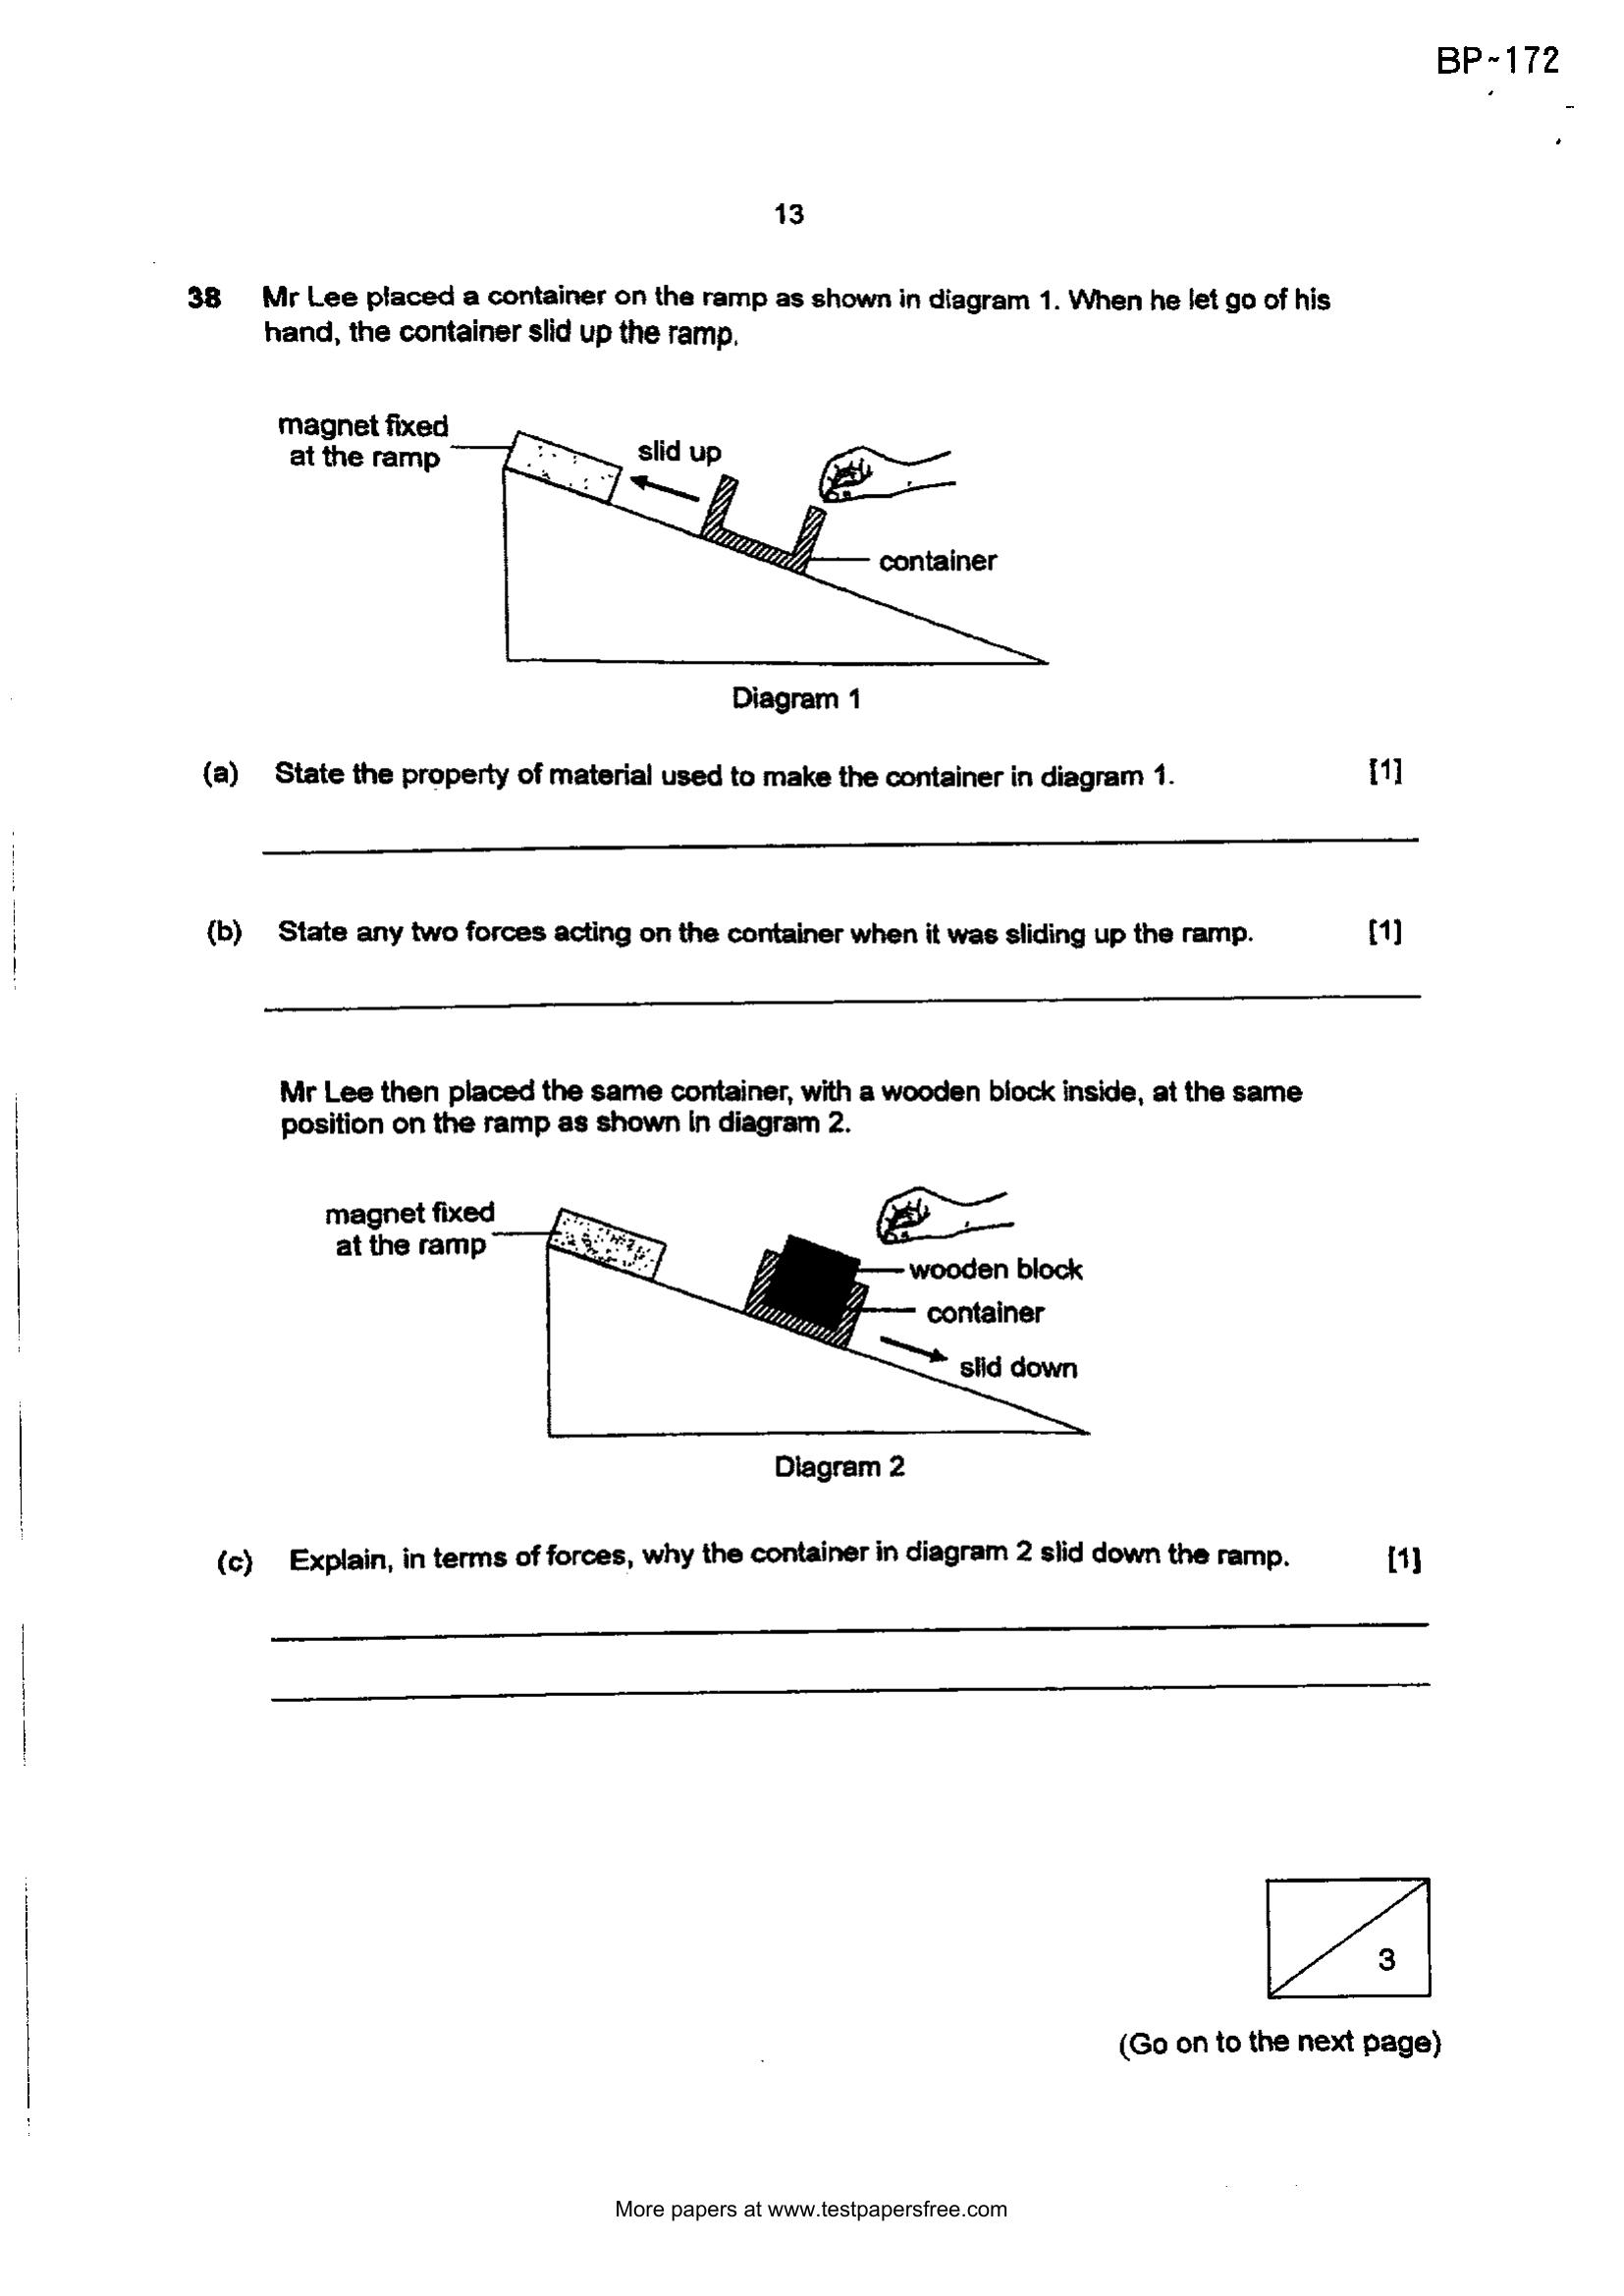 BP~172
13
38 Mr Lee placed a container on the ramp as shown in diagram 1. When he let go of his
hand, the container slid up the ramp.
magnet fixed
at the ramp
slid up
container
Diagram 1
(a) State the property of material used to make the container in diagram 1. [1]
(b) State any two forces acting on the container when it was sliding up the ramp. [1]
Mr Lee then placed the same container, with a wooden block inside, at the same
position on the ramp as shown in diagram 2.
magnet fixed
at the ramp
wooden block
container
slid down
Diagram 2
(c) Explain, in terms of forces, why the container in diagram 2 slid down the ramp. [1]
3
(Go on to the next page)
More papers at www.testpapersfree.com